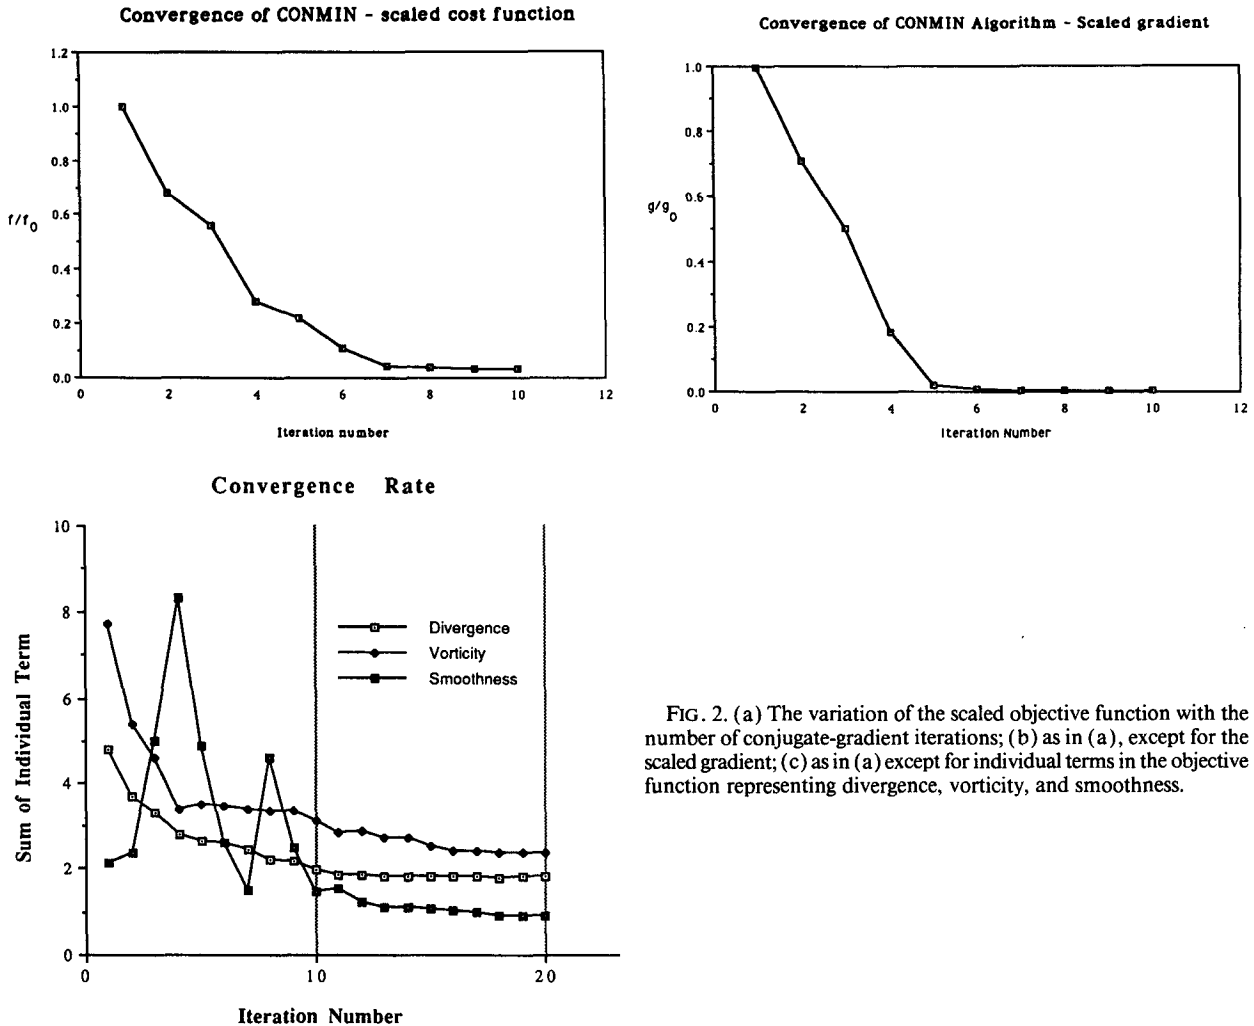 Convergence of CONMIN - scaled cost function
1.2
1.0
0.8
0.6
f/f0
0.4
0.2
0.0
0 2 4 6 8 10 12
Iteration number
Convergence of CONMIN Algorithm - Scaled gradient
1.0
0.8
0.6
g/g0
0.4
0.2
0.0
0 2 4 6 8 10 12
Iteration Number
Convergence Rate
Sum of Individual Term
10
8
6
4
2
0
Divergence
Vorticity
Smoothness
0 10 20
Iteration Number
FIG. 2. (a) The variation of the scaled objective function with the
number of conjugate-gradient iterations; (b) as in (a), except for the
scaled gradient; (c) as in (a) except for individual terms in the objective
function representing divergence, vorticity, and smoothness.